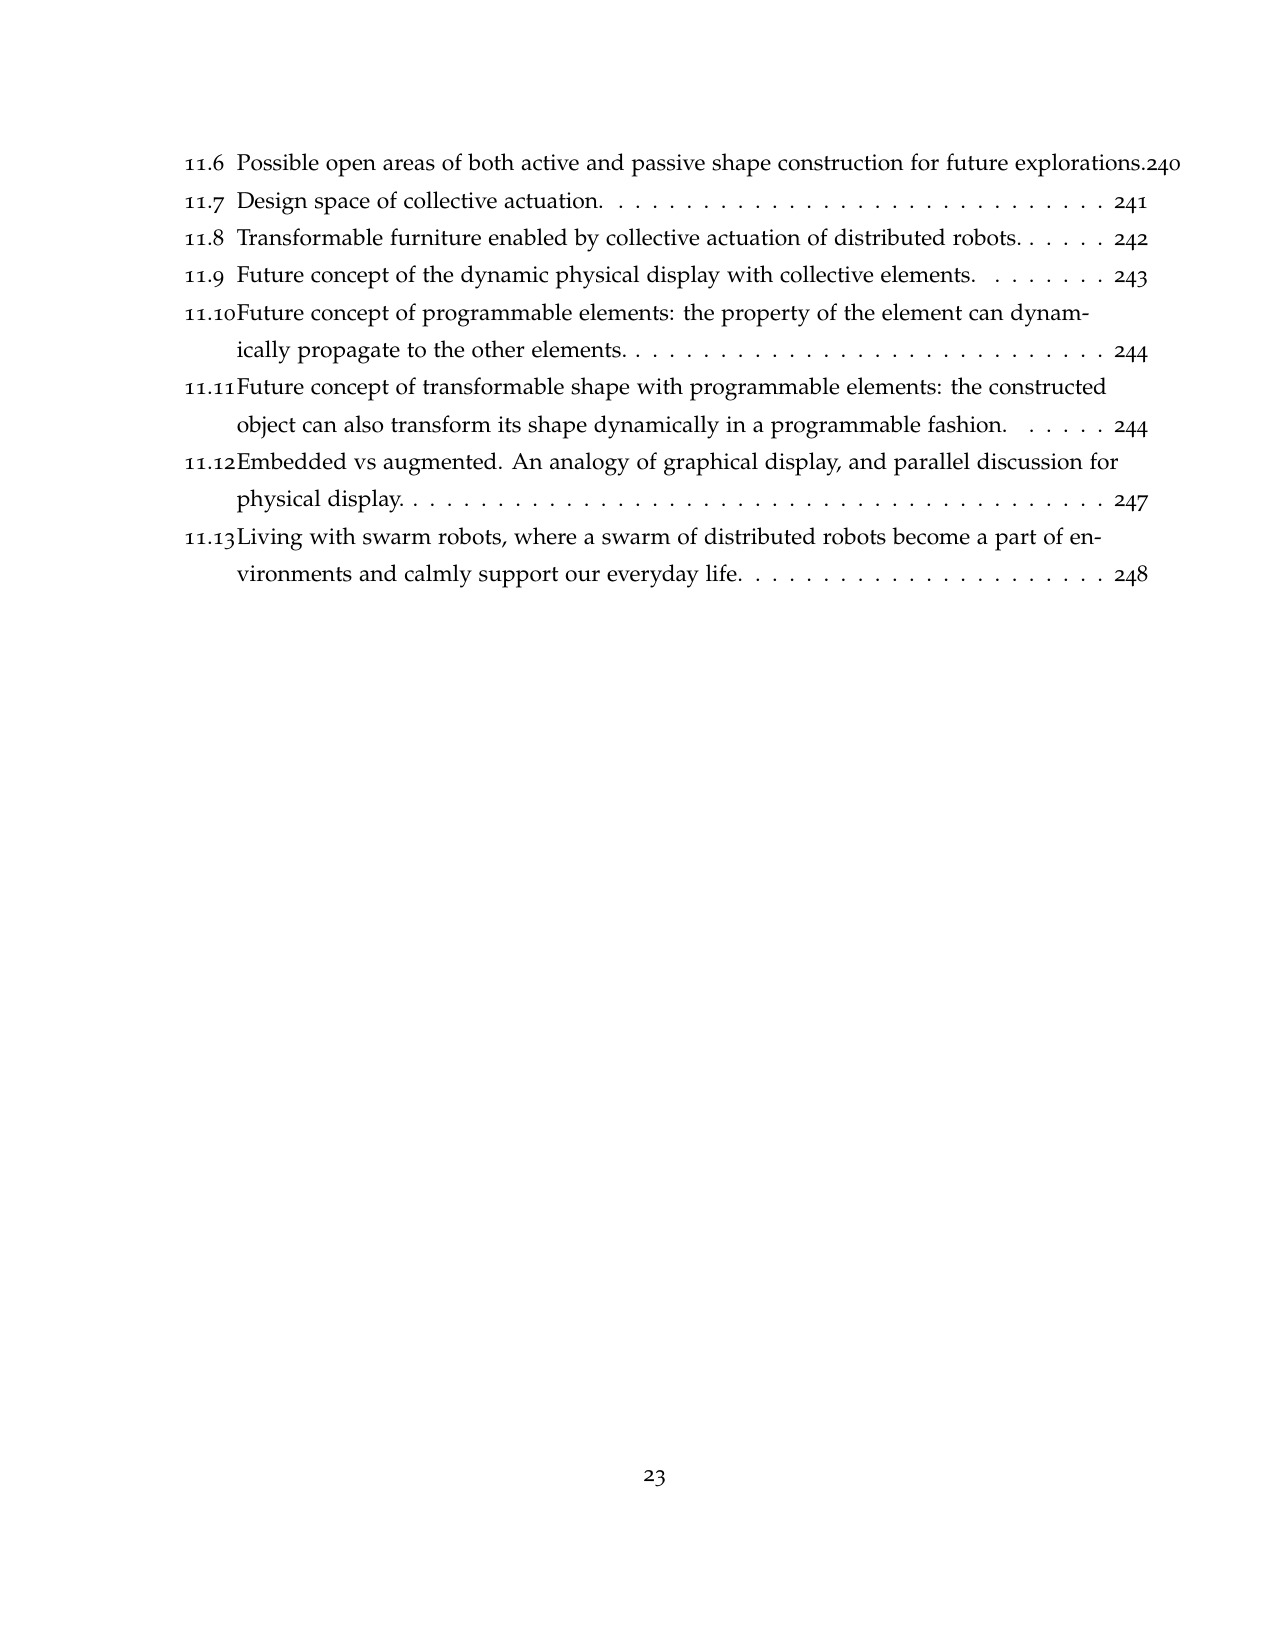 11.6 Possible open areas of both active and passive shape construction for future explorations.240
11.7 Design space of collective actuation. . . . . . . . . . . . . . . . . . . . . . . . . . . . . . 241
11.8 Transformable furniture enabled by collective actuation of distributed robots. . . . . . 242
11.9 Future concept of the dynamic physical display with collective elements. . . . . . . . 243
11.10Future concept of programmable elements: the property of the element can dynam-
ically propagate to the other elements. . . . . . . . . . . . . . . . . . . . . . . . . . . . . 244
11.11Future concept of transformable shape with programmable elements: the constructed
object can also transform its shape dynamically in a programmable fashion. . . . . . 244
11.12Embedded vs augmented. An analogy of graphical display, and parallel discussion for
physical display. . . . . . . . . . . . . . . . . . . . . . . . . . . . . . . . . . . . . . . . . . 247
11.13Living with swarm robots, where a swarm of distributed robots become a part of en-
vironments and calmly support our everyday life. . . . . . . . . . . . . . . . . . . . . . 248
23